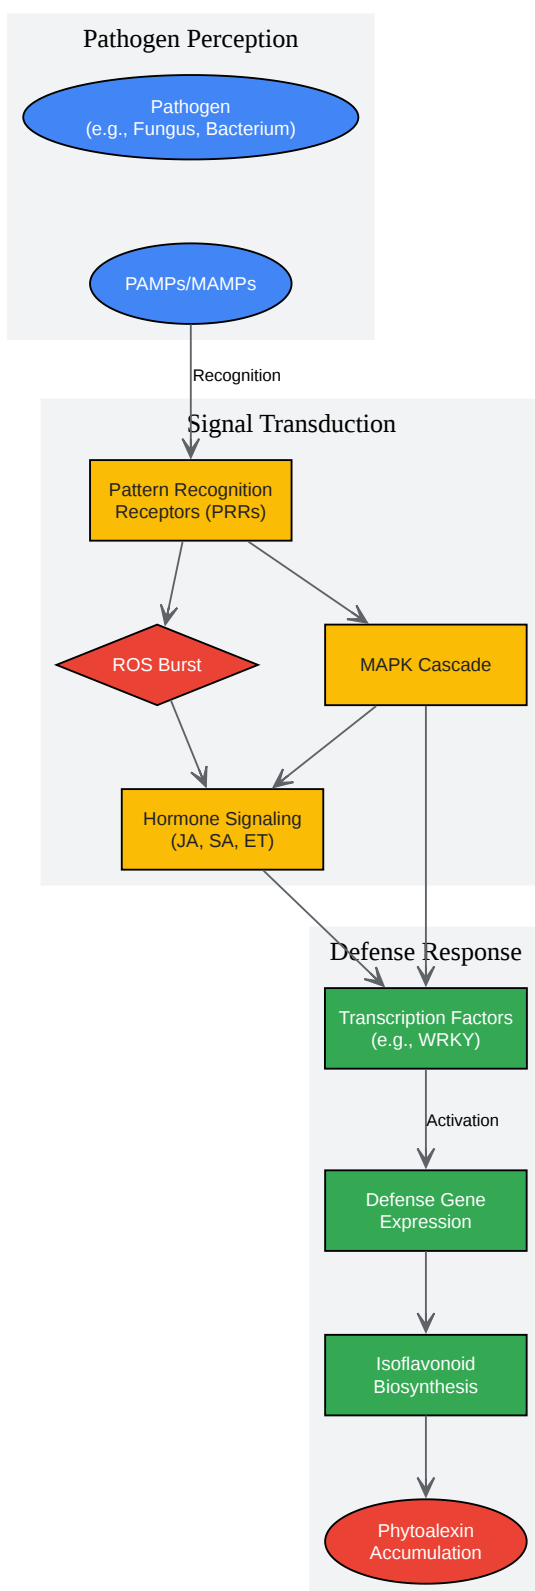 Pathogen Perception
Pathogen
(e.g., Fungus, Bacterium)
PAMPs/MAMPs
Recognition
Signal Transduction
Pattern Recognition
Receptors (PRRs)
ROS Burst
MAPK Cascade
Hormone Signaling
(JA, SA, ET)
Defense Response
Transcription Factors
(e.g., WRKY)
Activation
Defense Gene
Expression
Isoflavonoid
Biosynthesis
Phytoalexin
Accumulation